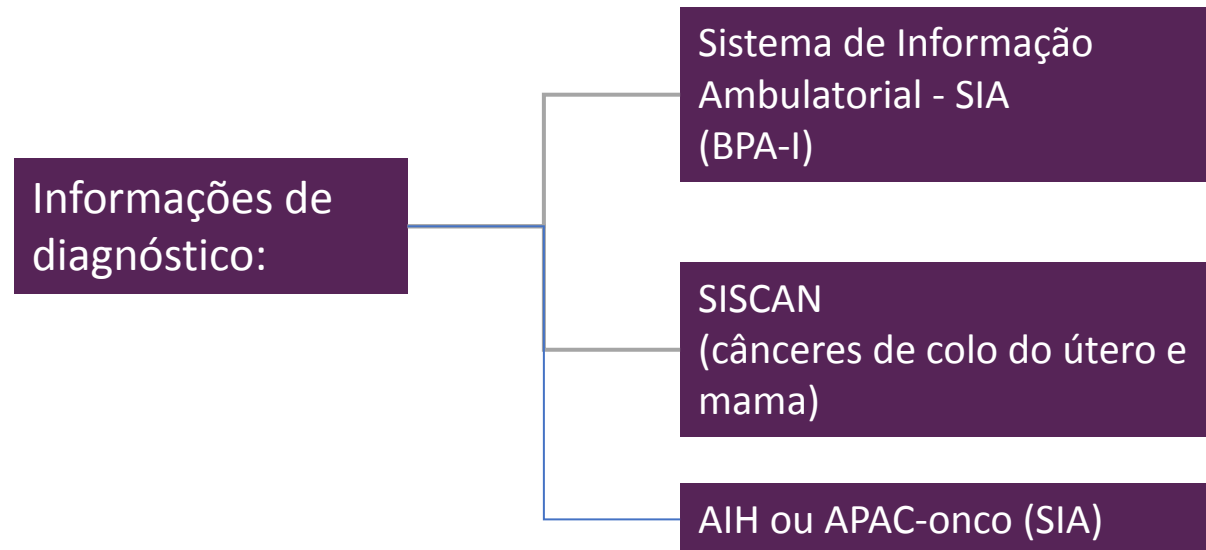 Informações de
diagnóstico:
Sistema de Informação
Ambulatorial - SIA
(BPA-I)
SISCAN
(cânceres de colo do útero e
mama)
AIH ou APAC-onco (SIA)